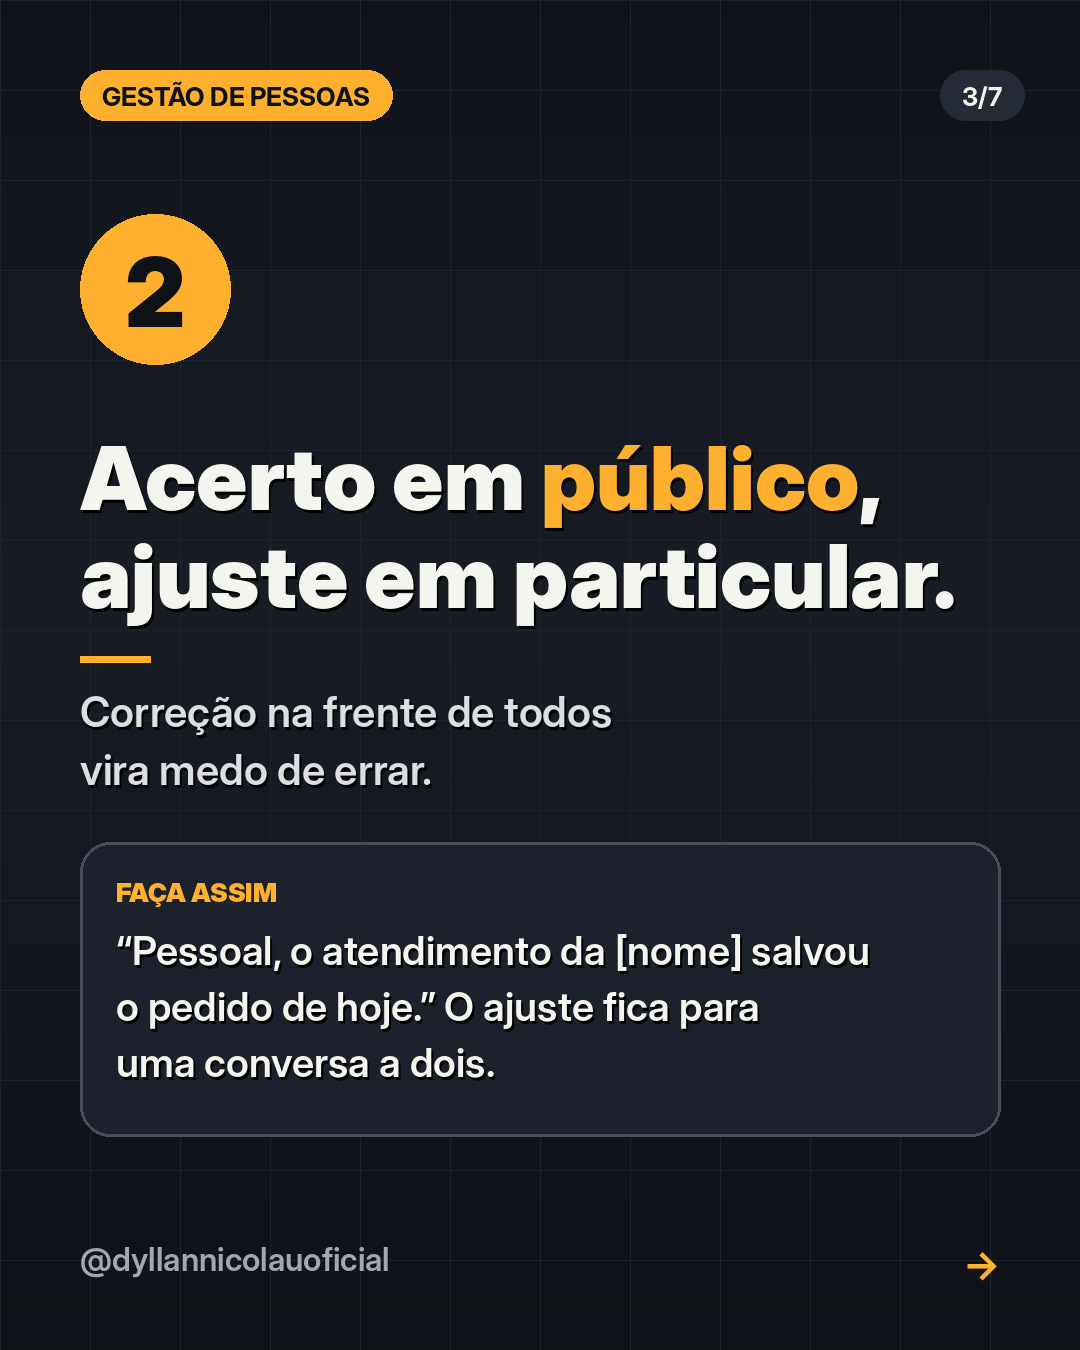 GESTÃO DE PESSOAS
3/7
2
Acerto em público,
ajuste em particular.
Correção na frente de todos
vira medo de errar.
FAÇA ASSIM
“Pessoal, o atendimento da [nome] salvou
o pedido de hoje.” O ajuste fica para
uma conversa a dois.
@dyllannicolauoficial
→